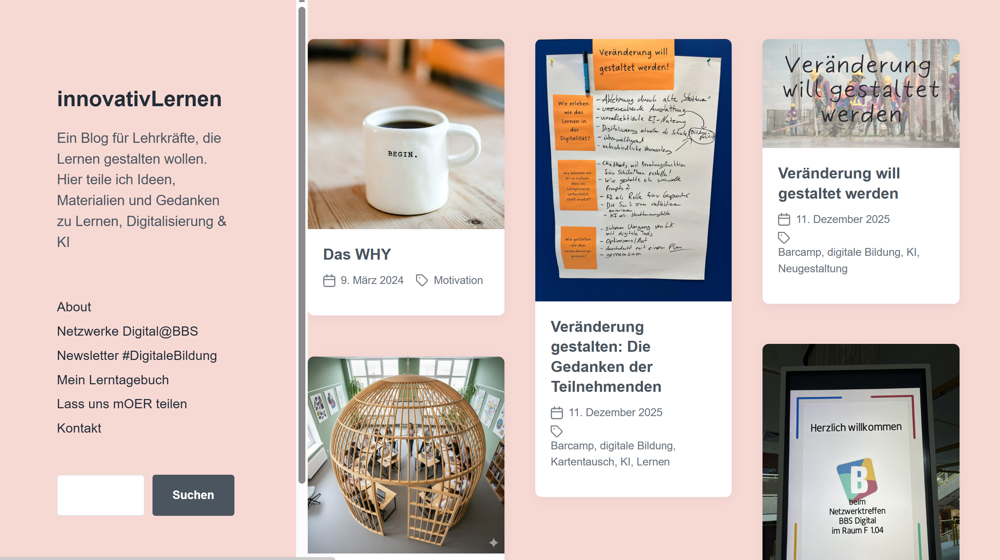 innovativLernen
Ein Blog für Lehrkräfte, die
Lernen gestalten wollen.
Hier teile ich Ideen,
Materialien und Gedanken
zu Lernen, Digitalisierung &
KI
About
Netzwerke Digital@BBS
Newsletter #DigitaleBildung
Mein Lerntagebuch
Lass uns mOER teilen
Kontakt
Suchen
BEGIN.
Das WHY
9. März 2024
Motivation
Veränderung will
gestaltet werden!
Wie erleben
wir das
Lernen in
der
Digitalität?
- Ablehnung durch alte „Strukturen"
- unzureichende Ausstattung
- unreflektierte KI-Nutzung
- Digitalisierung schneller als Schule
Bildungs-
politik
- überwältigend
- unterschiedliche Voraussetzung
Wie können wir
KI so nutzen,
dass sie
Lernprozesse
unterstützt,
statt ersetzt?
- Chatbots mit Beratungsfunktion
für Schüler*innen erstellen!
- Wie gestalte ich sinnvolle
Prompts?
- KI als Rolle für Gespräche
- Die SuS zum reflektieren
animieren
- KI als Strukturierungshilfe
Wie gestalten
wir den
Veränderungs-
prozess?
- sicherer Umgang von LK
mit digitale Tools
- Optimismus/Mut
- durchdacht mit einem Plan
- gemeinsam
Veränderung
gestalten: Die
Gedanken der
Teilnehmenden
11. Dezember 2025
Barcamp, digitale Bildung,
Kartentausch, KI, Lernen
Veränderung
will gestaltet
werden
Veränderung will
gestaltet werden
11. Dezember 2025
Barcamp, digitale Bildung, KI,
Neugestaltung
Herzlich willkommen
B
beim
Netzwerktreffen
BBS Digital
im Raum F 1.04